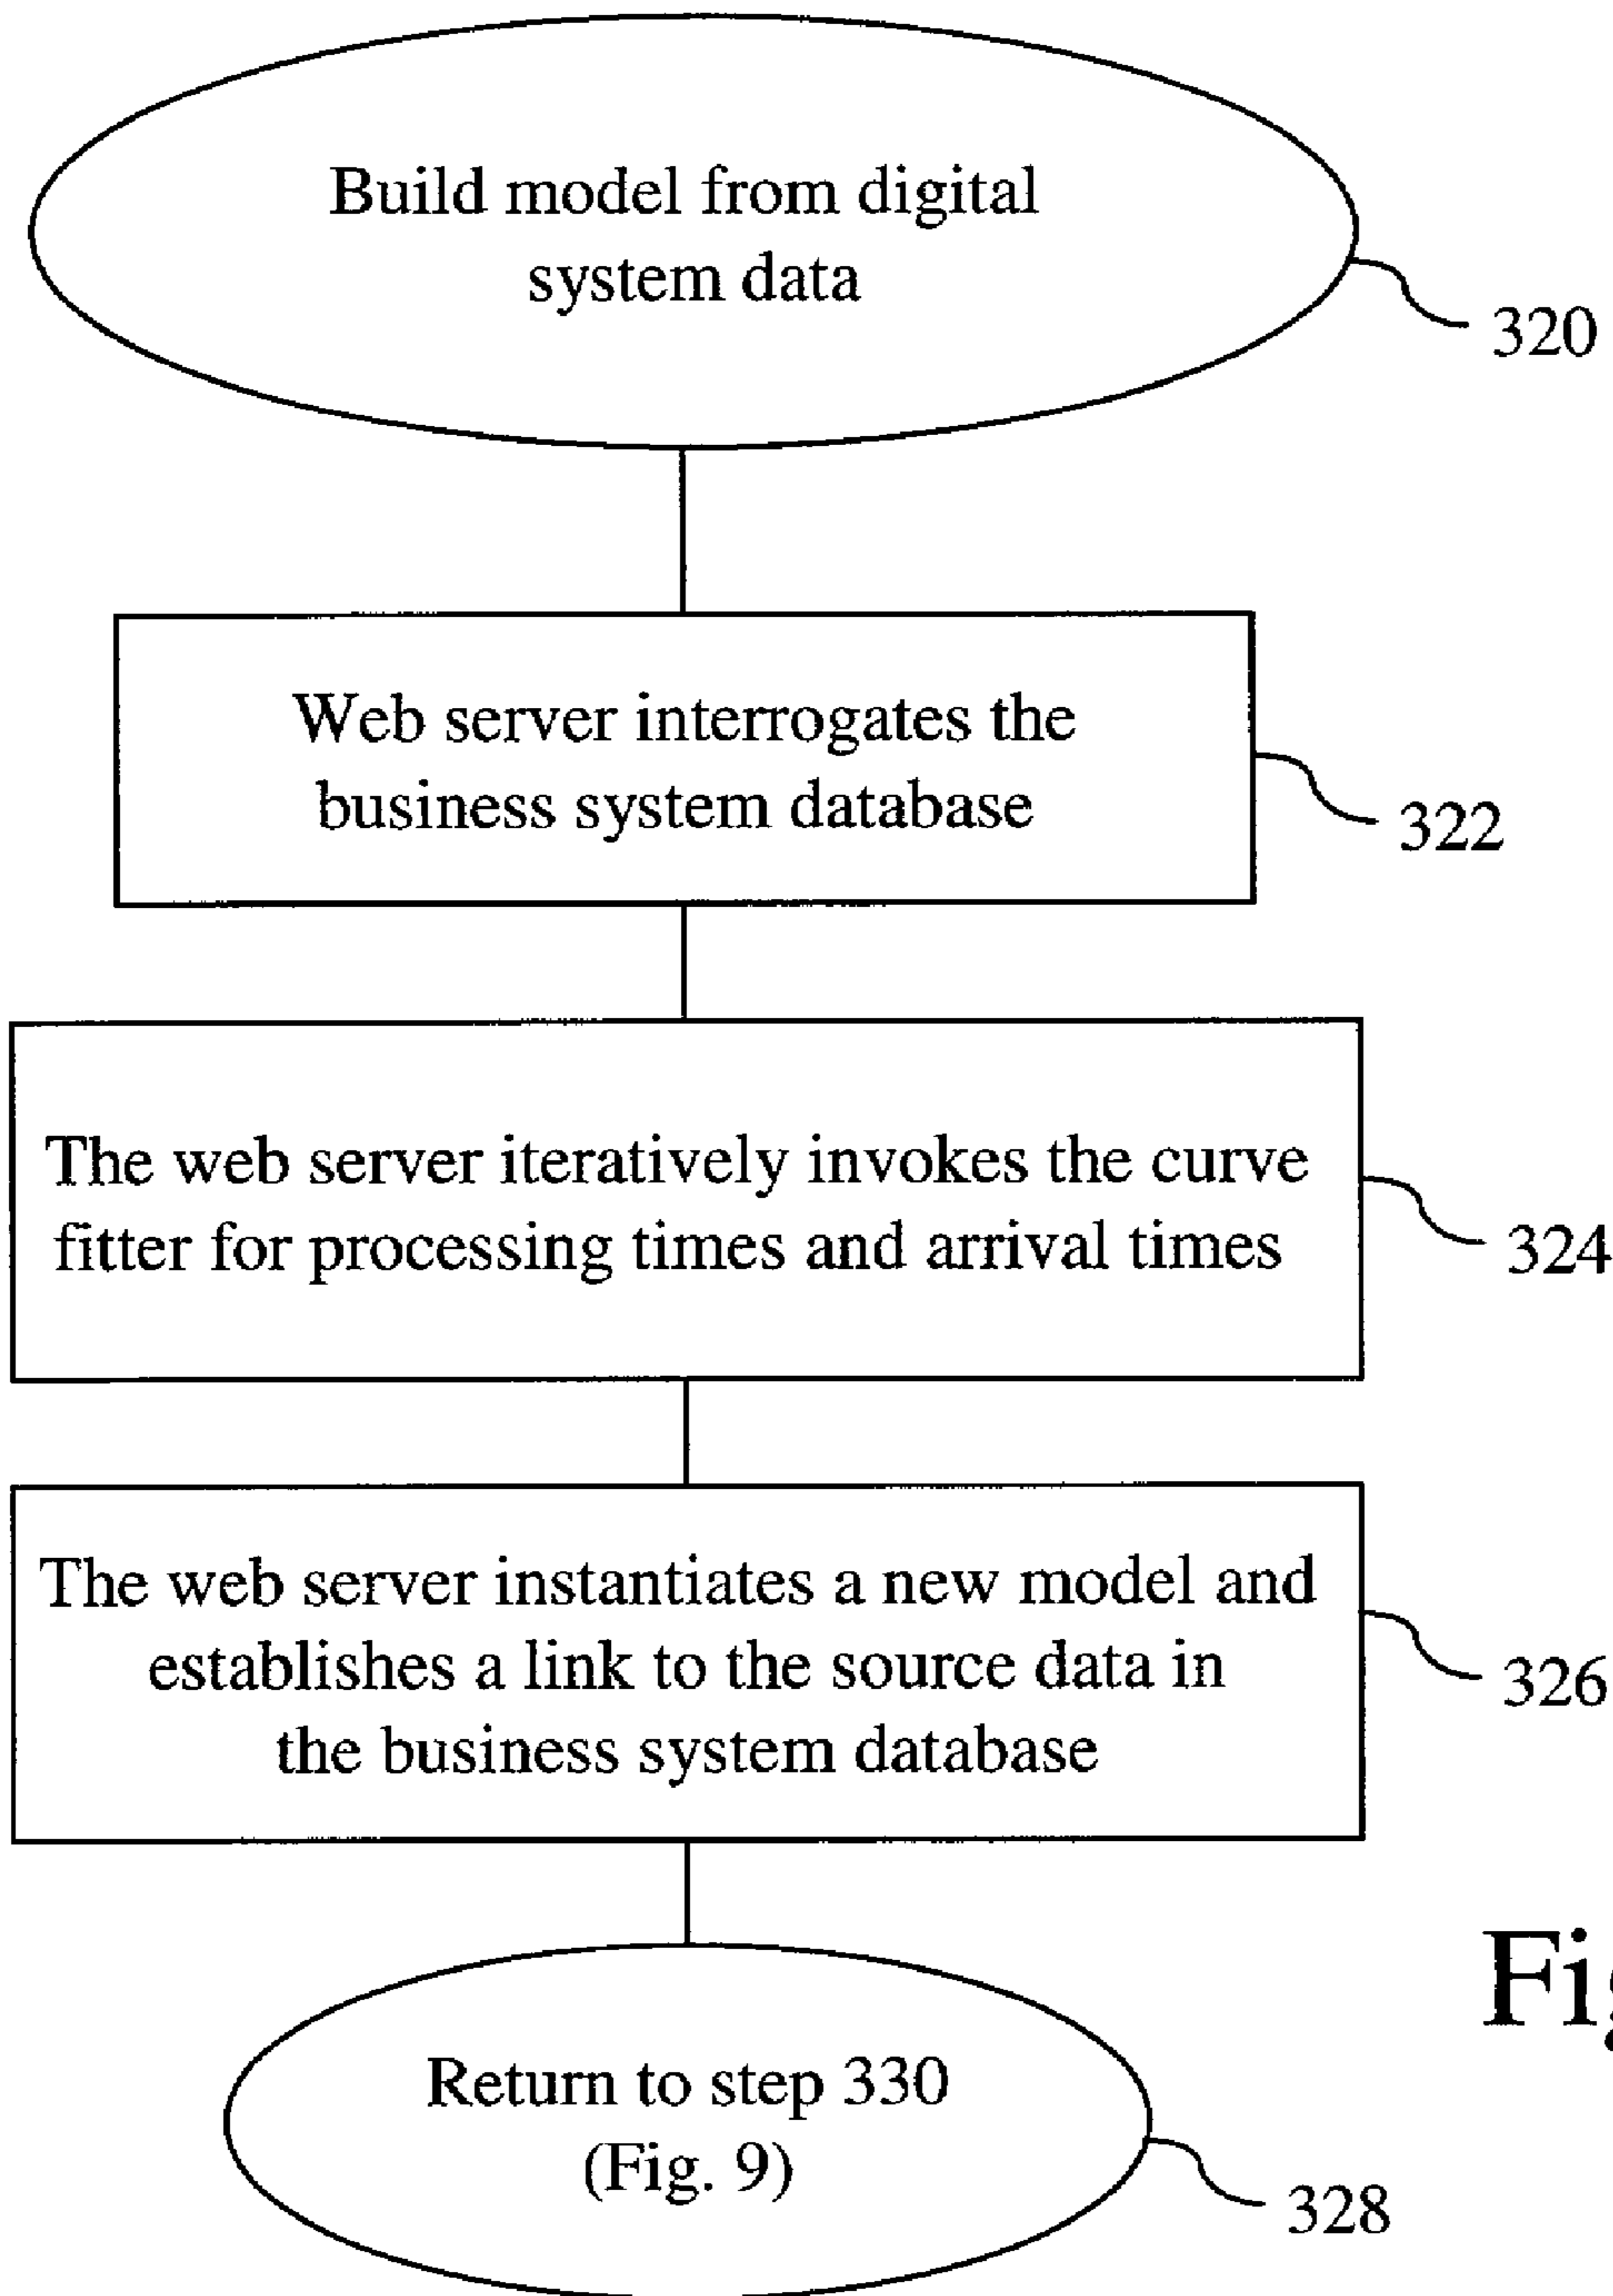 Build model from digital
system data
320
Web server interrogates the
business system database
322
The web server iteratively invokes the curve
fitter for processing times and arrival times
324
The web server instantiates a new model and
establishes a link to the source data in
the business system database
326
Return to step 330
(Fig. 9)
328